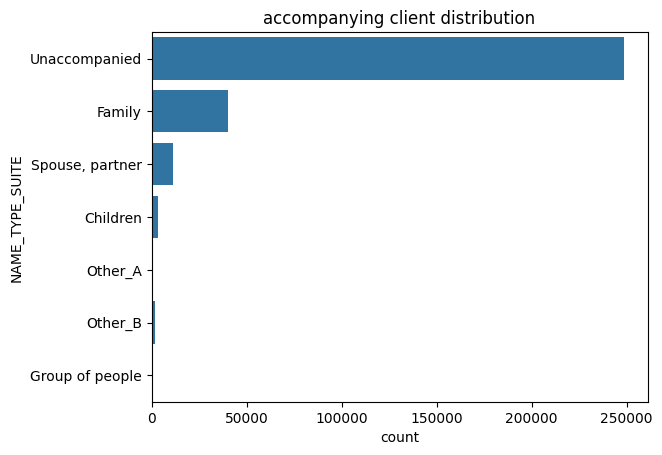 accompanying client distribution
NAME_TYPE_SUITE
Unaccompanied
Family
Spouse, partner
Children
Other_A
Other_B
Group of people
0 50000 100000 150000 200000 250000
count